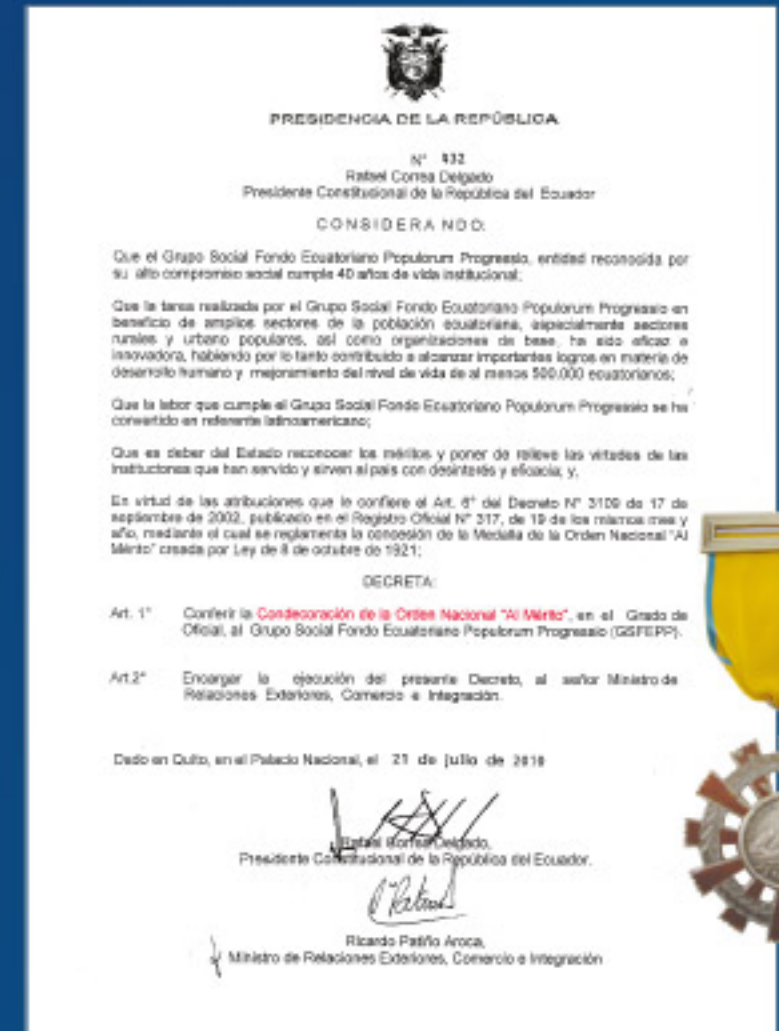 PRESIDENCIA DE LA REPÚBLICA
N° 432
Rafael Correa Delgado
Presidente Constitucional de la República del Ecuador
CONSIDERANDO:
Que el Grupo Social Fondo Ecuatoriano Populorum Progressio, entidad reconocida por
su alto compromiso social cumple 40 años de vida institucional;
Que la tarea realizada por el Grupo Social Fondo Ecuatoriano Populorum Progressio en
beneficio de amplios sectores de la población ecuatoriana, especialmente sectores
rurales y urbano populares, así como organizaciones de base, ha sido eficaz e
innovadora, habiendo por lo tanto contribuido a alcanzar importantes logros en materia de
desarrollo humano y mejoramiento del nivel de vida de al menos 500.000 ecuatorianos;
Que la labor que cumple el Grupo Social Fondo Ecuatoriano Populorum Progressio se ha
convertido en referente latinoamericano;
Que es deber del Estado reconocer los méritos y poner de relieve las virtudes de las
instituciones que han servido y sirven al país con desinterés y eficacia; y,
En virtud de las atribuciones que le confiere el Art. 6° del Decreto N° 3109 de 17 de
septiembre de 2002, publicado en el Registro Oficial N° 317, de 19 de los mismos mes y
año, mediante el cual se reglamenta la concesión de la Medalla de la Orden Nacional "Al
Mérito" creada por Ley de 8 de octubre de 1921;
DECRETA:
Art. 1° Conferir la Condecoración de la Orden Nacional "Al Mérito", en el Grado de
Oficial, al Grupo Social Fondo Ecuatoriano Populorum Progressio (GSFEPP).
Art.2° Encargar la ejecución del presente Decreto, al señor Ministro de
Relaciones Exteriores, Comercio e Integración.
Dado en Quito, en el Palacio Nacional, el 21 de julio de 2010
Rafael Correa Delgado,
Presidente Constitucional de la República del Ecuador.
Ricardo Patiño Aroca,
Ministro de Relaciones Exteriores, Comercio e Integración